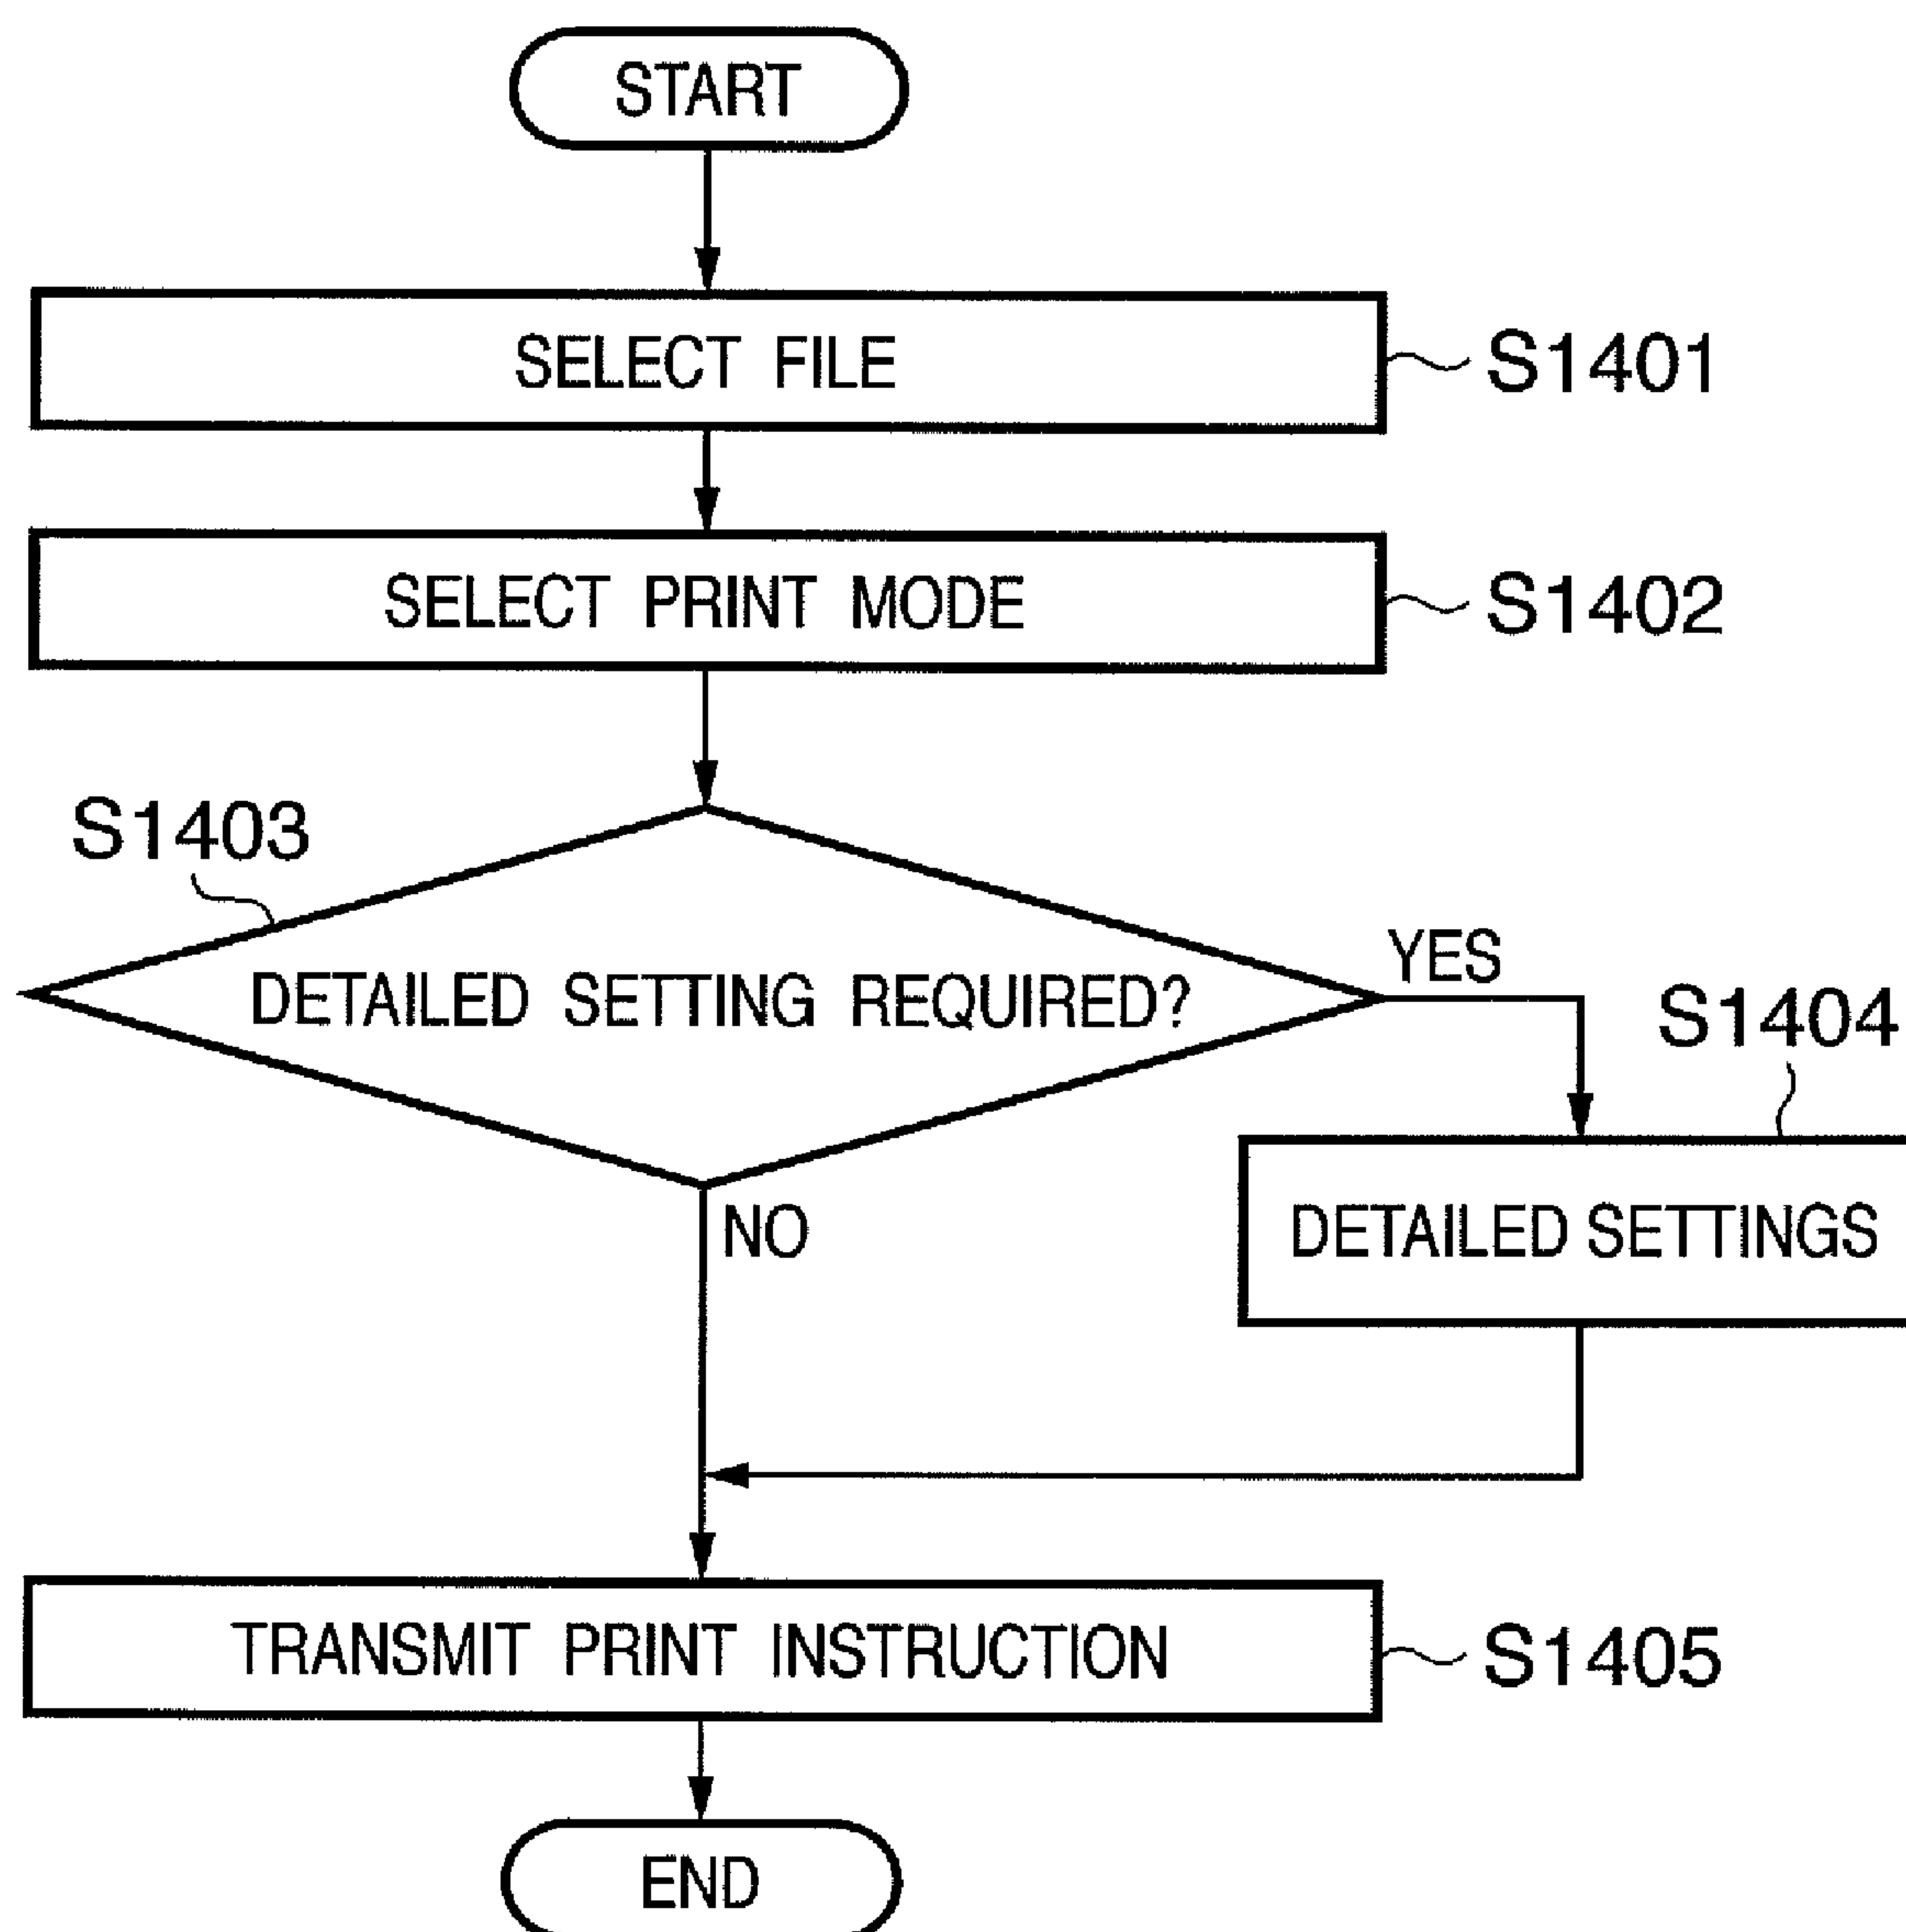 START
SELECT FILE
S1401
SELECT PRINT MODE
S1402
S1403
DETAILED SETTING REQUIRED?
YES
S1404
DETAILED SETTINGS
NO
TRANSMIT PRINT INSTRUCTION
S1405
END